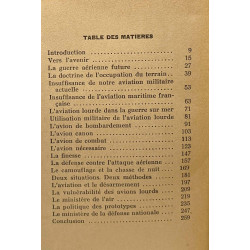 TABLE DES MATIERES
Introduction 9
Vers l'avenir 15
La guerre aérienne future 27
La doctrine de l'occupation du terrain 39
Insuffisance de notre aviation militaire
actuelle 53
Insuffisance de l'aviation maritime fran-
çaise 63
L'aviation lourde dans la guerre sur mer 71
Utilisation militaire de l'aviation lourde 81
L'avion de bombardement 91
L'avion canon 103
L'avion de combat 113
L'avion nécessaire 123
La finesse 147
La défense contre l'attaque aérienne 157
Le camouflage et la chasse de nuit 169
Deux situations. Deux méthodes 181
L'aviation et le désarmement 187
La vulnérabilité des avions lourds 209
Le ministère de l'air 217
La politique des prototypes 237
Le ministère de la défense nationale 247
Conclusion 259